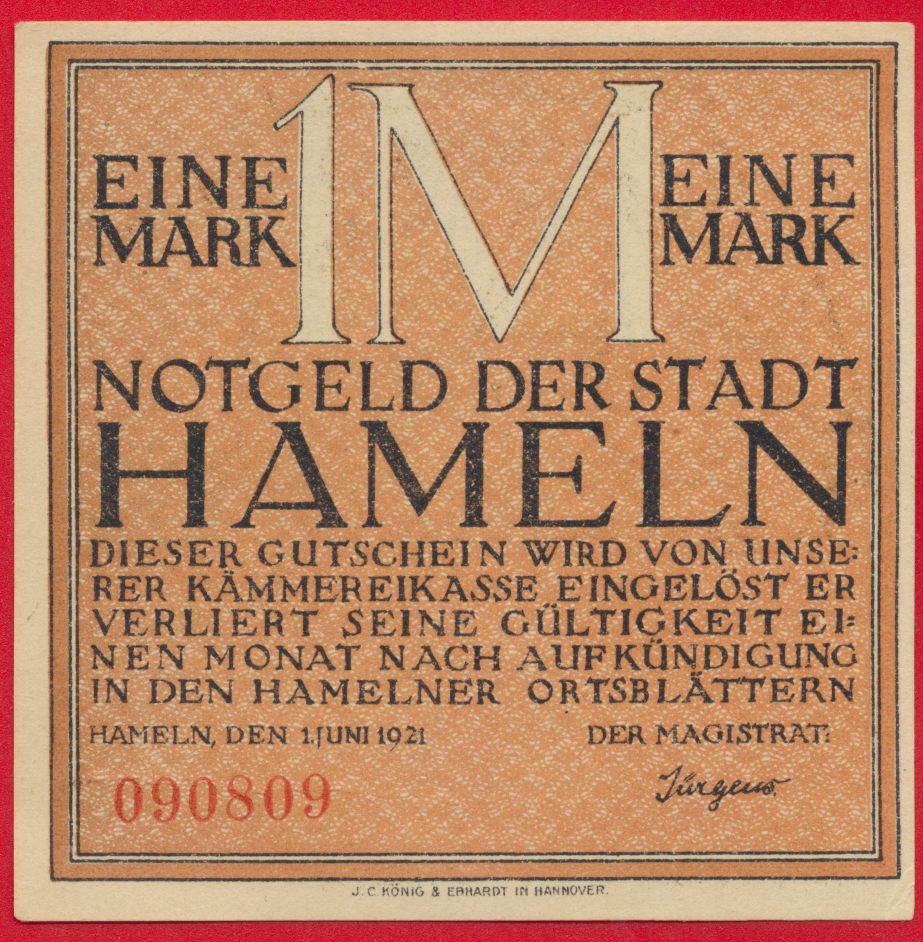 1M
EINE MARK
EINE MARK
NOTGELD DER STADT
HAMELN
DIESER GUTSCHEIN WIRD VON UNSE=
RER KÄMMEREIKASSE EINGELÖST ER
VERLIERT SEINE GÜLTIGKEIT EI=
NEN MONAT NACH AUFKÜNDIGUNG
IN DEN HAMELNER ORTSBLÄTTERN
HAMELN, DEN 1.JUNI 1921 DER MAGISTRAT:
090809 Jürgens.
J. C. KÖNIG & EBHARDT IN HANNOVER.